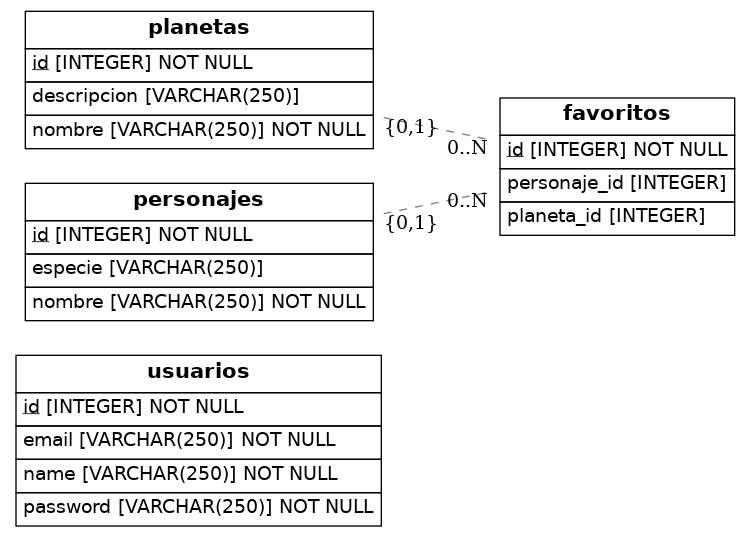 planetas
id [INTEGER] NOT NULL
descripcion [VARCHAR(250)]
nombre [VARCHAR(250)] NOT NULL
{0,1}
0..N
favoritos
id [INTEGER] NOT NULL
personaje_id [INTEGER]
planeta_id [INTEGER]
personajes
id [INTEGER] NOT NULL
especie [VARCHAR(250)]
nombre [VARCHAR(250)] NOT NULL
0..N
{0,1}
usuarios
id [INTEGER] NOT NULL
email [VARCHAR(250)] NOT NULL
name [VARCHAR(250)] NOT NULL
password [VARCHAR(250)] NOT NULL